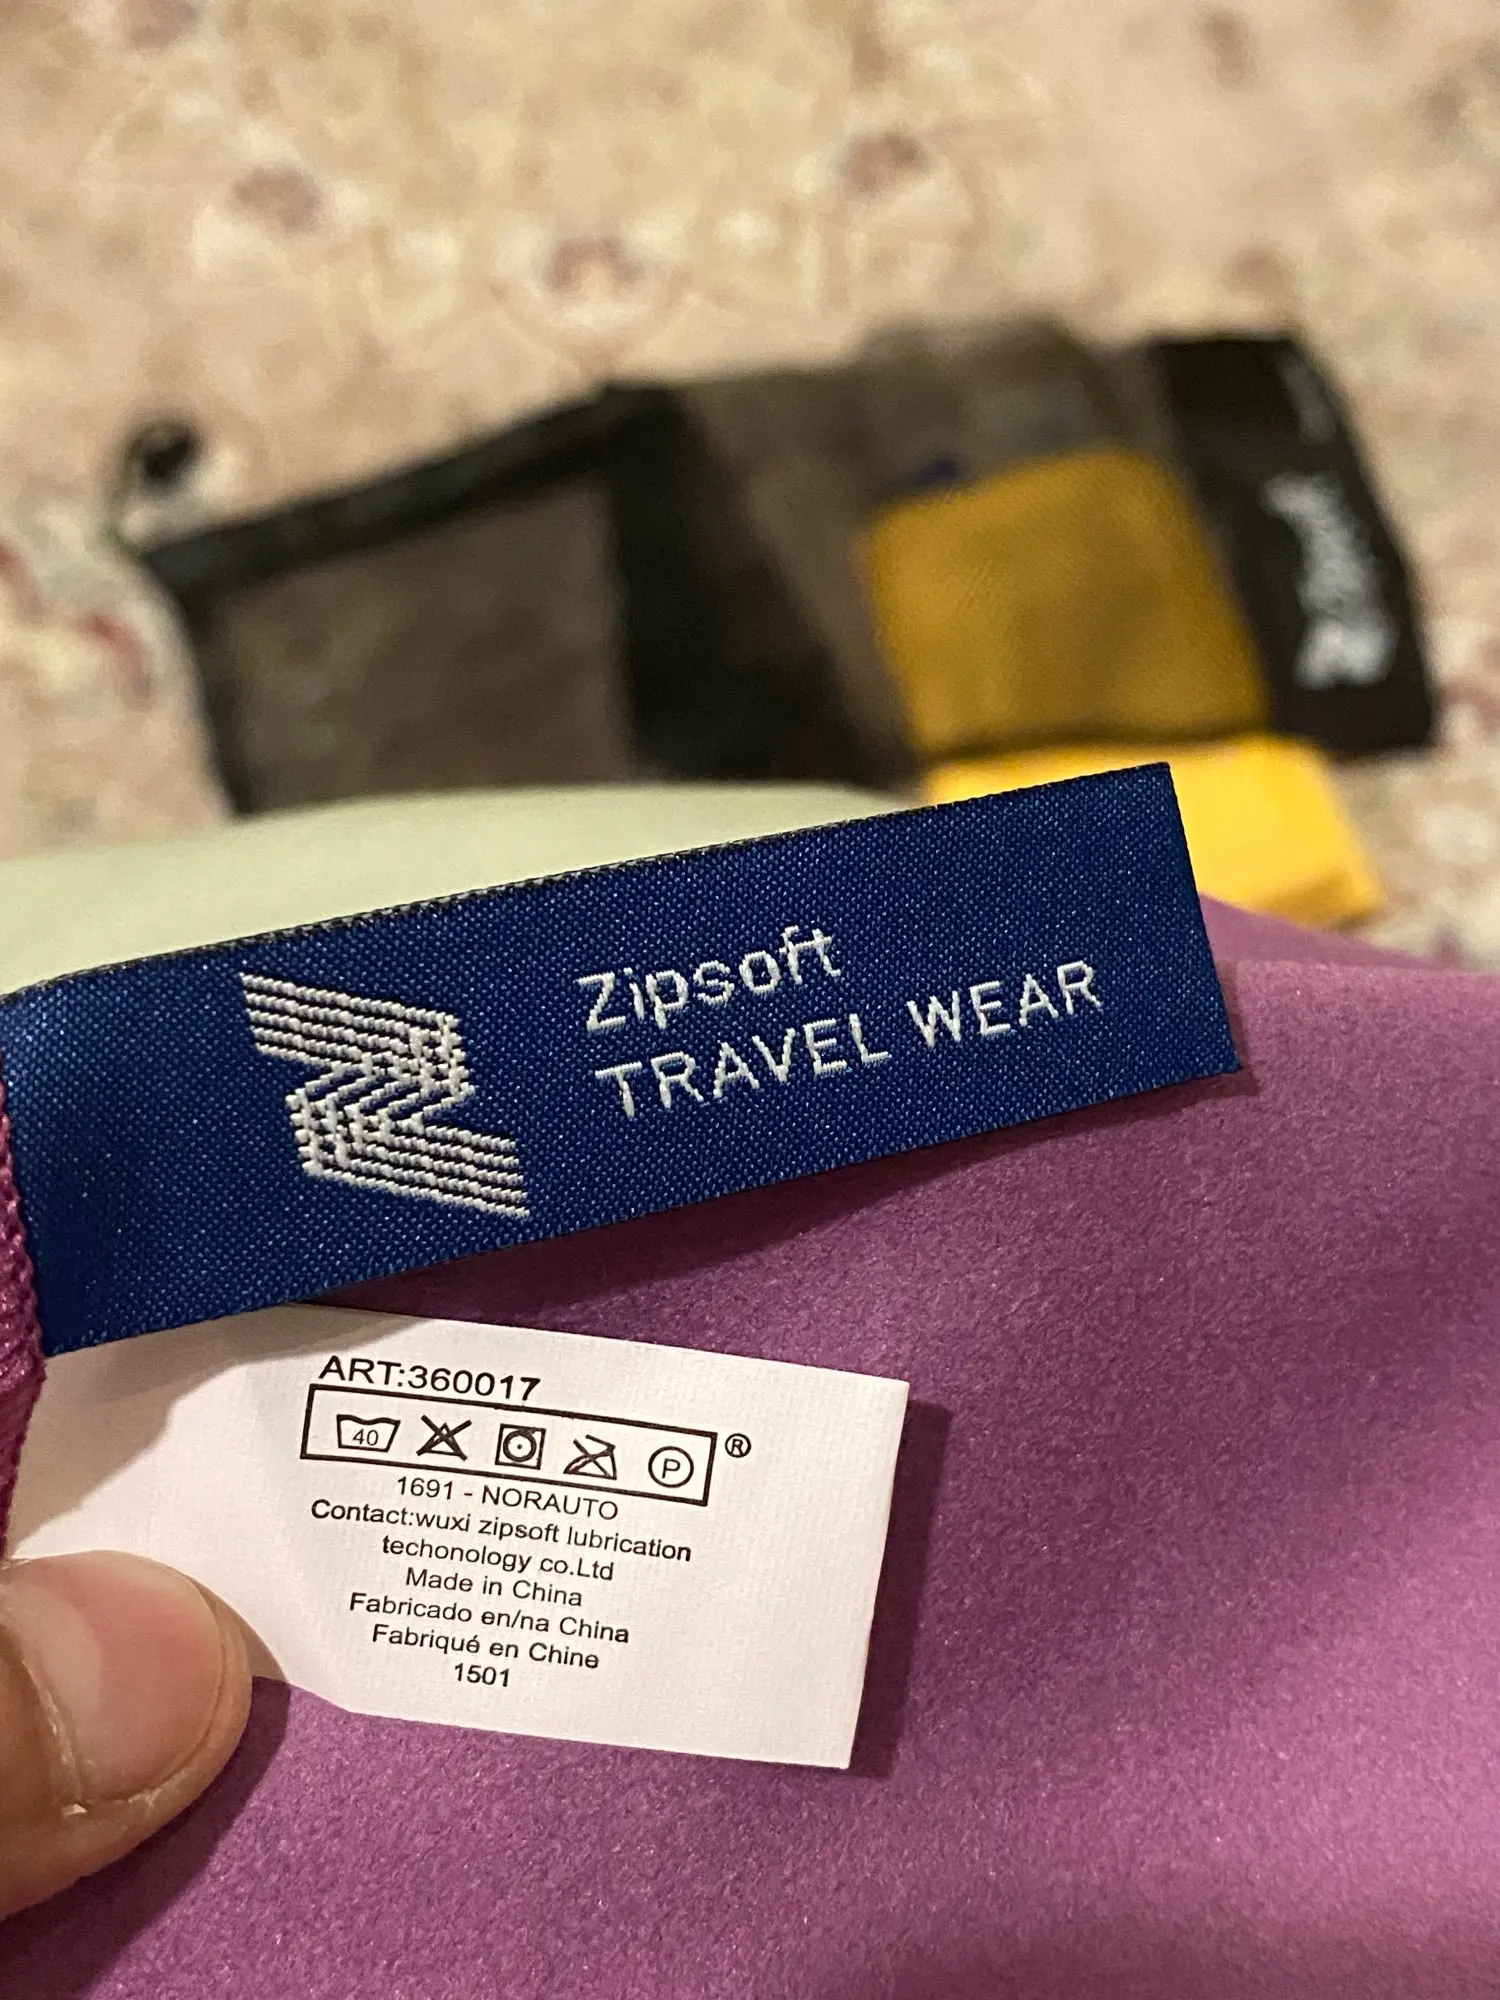 Zipsoft
TRAVEL WEAR
ART:360017
40
P
®
1691 - NORAUTO
Contact:wuxi zipsoft lubrication
techonology co.Ltd
Made in China
Fabricado en/na China
Fabriqué en Chine
1501